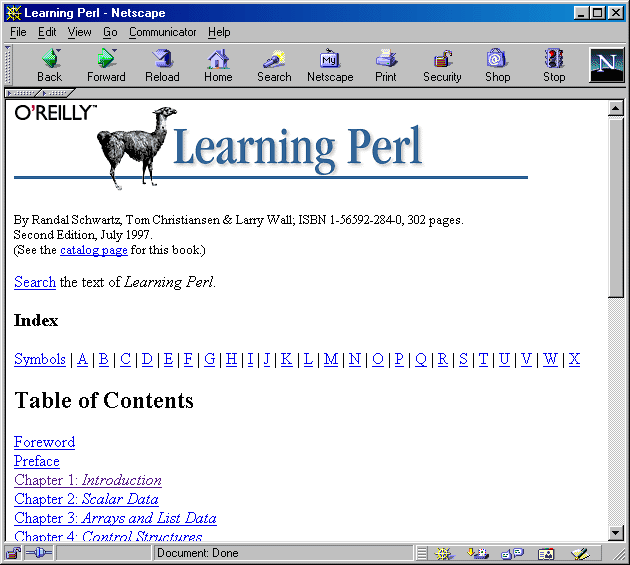 Learning Perl - Netscape
File Edit View Go Communicator Help
Back Forward Reload Home Search Netscape Print Security Shop Stop
My
N
O'REILLY™
Learning Perl
By Randal Schwartz, Tom Christiansen & Larry Wall; ISBN 1-56592-284-0, 302 pages.
Second Edition, July 1997.
(See the catalog page for this book.)
Search the text of Learning Perl.
Index
Symbols | A | B | C | D | E | F | G | H | I | J | K | L | M | N | O | P | Q | R | S | T | U | V | W | X
Table of Contents
Foreword
Preface
Chapter 1: Introduction
Chapter 2: Scalar Data
Chapter 3: Arrays and List Data
Chapter 4: Control Structures
Document: Done